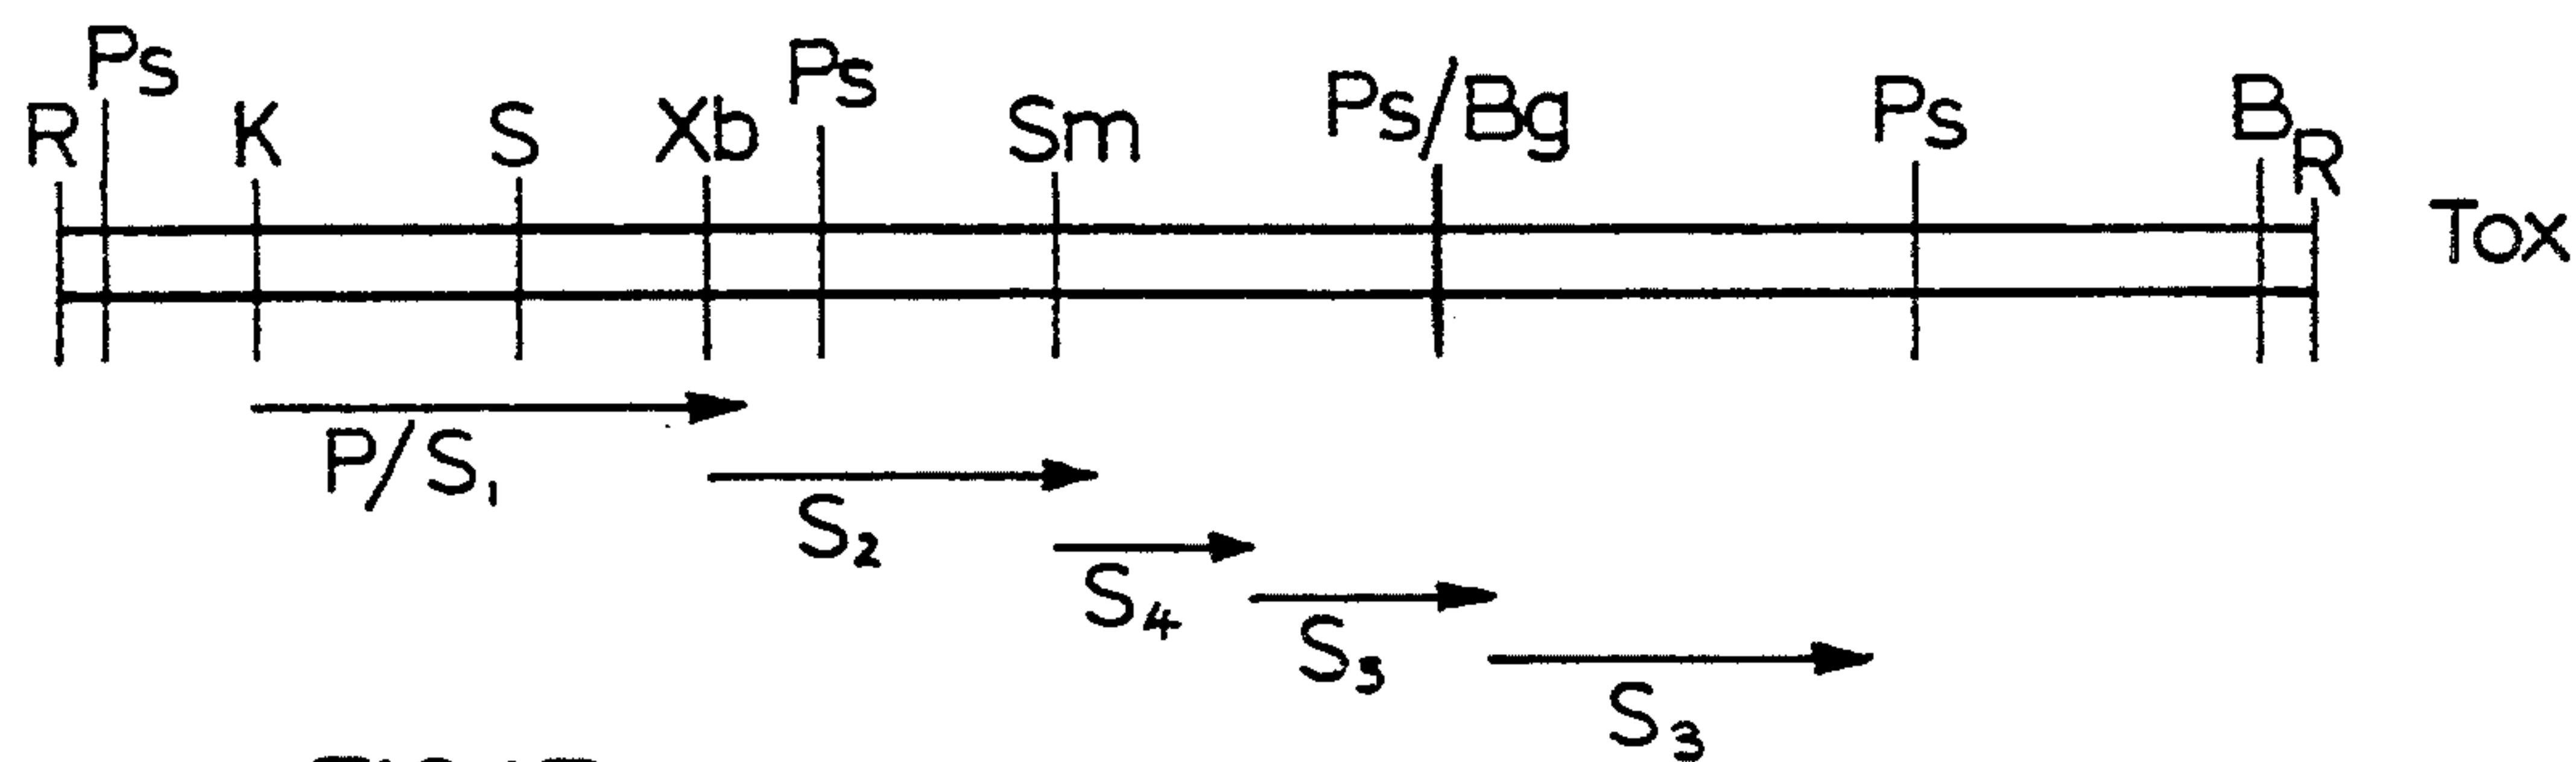 R Ps K S Xb Ps Sm Ps/Bg Ps B R
Tox
P/S₁
S₂
S₄
S₅
S₃